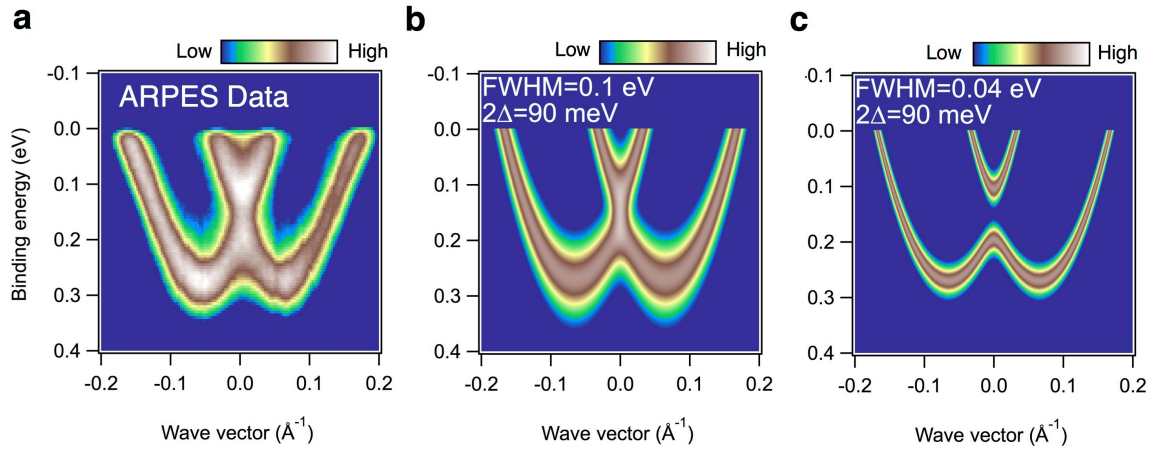 a
Low High
ARPES Data
-0.1
0.0
0.1
0.2
0.3
0.4
Binding energy (eV)
-0.2 -0.1 0.0 0.1 0.2
Wave vector (Å-1)
b
Low High
FWHM=0.1 eV
2Δ=90 meV
-0.1
0.0
0.1
0.2
0.3
0.4
-0.2 -0.1 0.0 0.1 0.2
Wave vector (Å-1)
c
Low High
FWHM=0.04 eV
2Δ=90 meV
-0.1
0.0
0.1
0.2
0.3
0.4
-0.2 -0.1 0.0 0.1 0.2
Wave vector (Å-1)